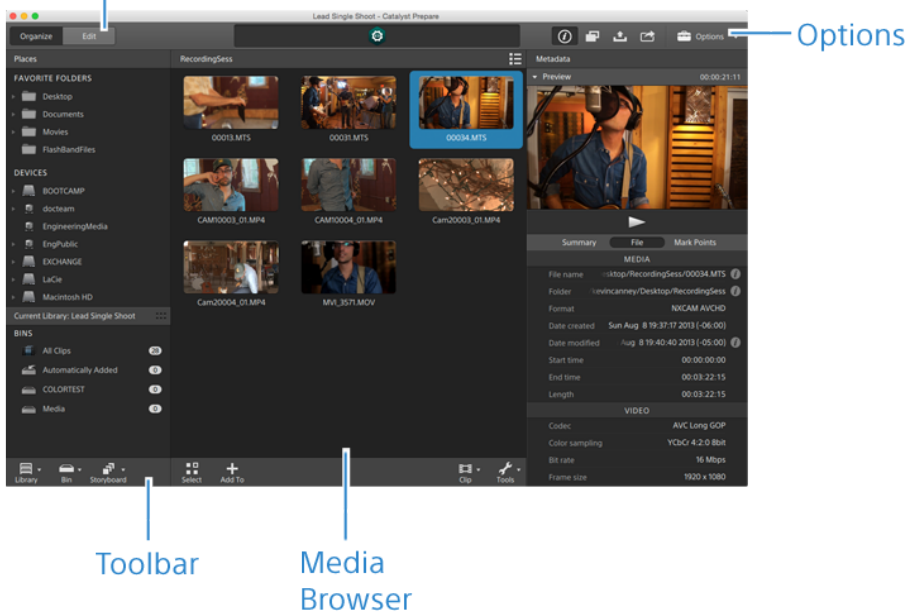 Lead Single Shoot - Catalyst Prepare
Organize Edit Options
Options
Places RecordingSess Metadata
FAVORITE FOLDERS
Desktop
Documents
Movies
FlashBandFiles
DEVICES
BOOTCAMP
docteam
EngineeringMedia
EngPublic
EXCHANGE
LaCie
Macintosh HD
Current Library: Lead Single Shoot
BINS
All Clips 28
Automatically Added 0
COLORTEST 0
Media 0
Library Bin Storyboard
00013.MTS 00031.MTS 00034.MTS
CAM10003_01.MP4 CAM10004_01.MP4 Cam20003_01.MP4
Cam20004_01.MP4 MVI_3571.MOV
Select Add To Clip Tools
Preview 00:00:21:11
Summary File Mark Points
MEDIA
File name sktop/RecordingSess/00034.MTS
Folder kevincanney/Desktop/RecordingSess
Format NXCAM AVCHD
Date created Sun Aug 8 19:37:17 2013 (-06:00)
Date modified Aug 8 19:40:40 2013 (-05:00)
Start time 00:00:00:00
End time 00:03:22:15
Length 00:03:22:15
VIDEO
Codec AVC Long GOP
Color sampling YCbCr 4:2:0 8bit
Bit rate 16 Mbps
Frame size 1920 x 1080
Toolbar
Media
Browser